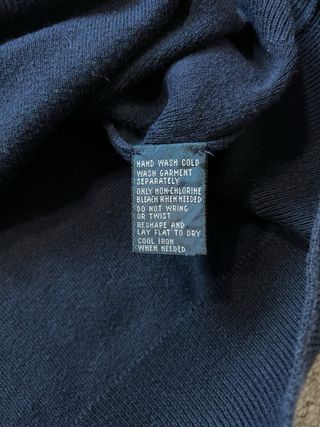 HAND WASH COLD
WASH GARMENT
SEPARATELY
ONLY NON-CHLORINE
BLEACH WHEN NEEDED
DO NOT WRING
OR TWIST
RESHAPE AND
LAY FLAT TO DRY
COOL IRON
WHEN NEEDED